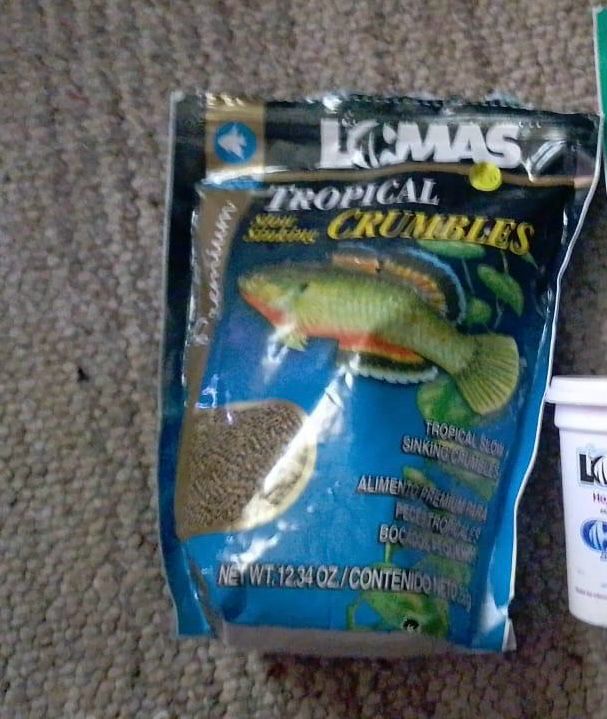 LOMAS
TROPICAL
Slow
Sinking CRUMBLES
Premium
TROPICAL SLOW
SINKING CRUMBLES
ALIMENTO PREMIUM PARA
PECES TROPICALES
NET WT. 12.34 OZ./CONTENIDO NETO 350g